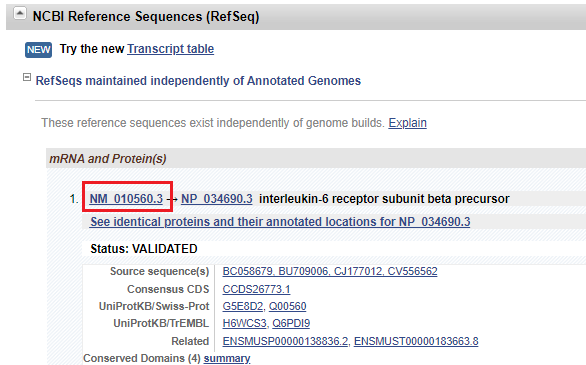 NCBI Reference Sequences (RefSeq)
NEW Try the new Transcript table
RefSeqs maintained independently of Annotated Genomes
These reference sequences exist independently of genome builds. Explain
mRNA and Protein(s)
1. NM_010560.3 → NP_034690.3 interleukin-6 receptor subunit beta precursor
See identical proteins and their annotated locations for NP_034690.3
Status: VALIDATED
Source sequence(s) BC058679, BU709006, CJ177012, CV556562
Consensus CDS CCDS26773.1
UniProtKB/Swiss-Prot G5E8D2, Q00560
UniProtKB/TrEMBL H6WCS3, Q6PDI9
Related ENSMUSP00000138836.2, ENSMUST00000183663.8
Conserved Domains (4) summary